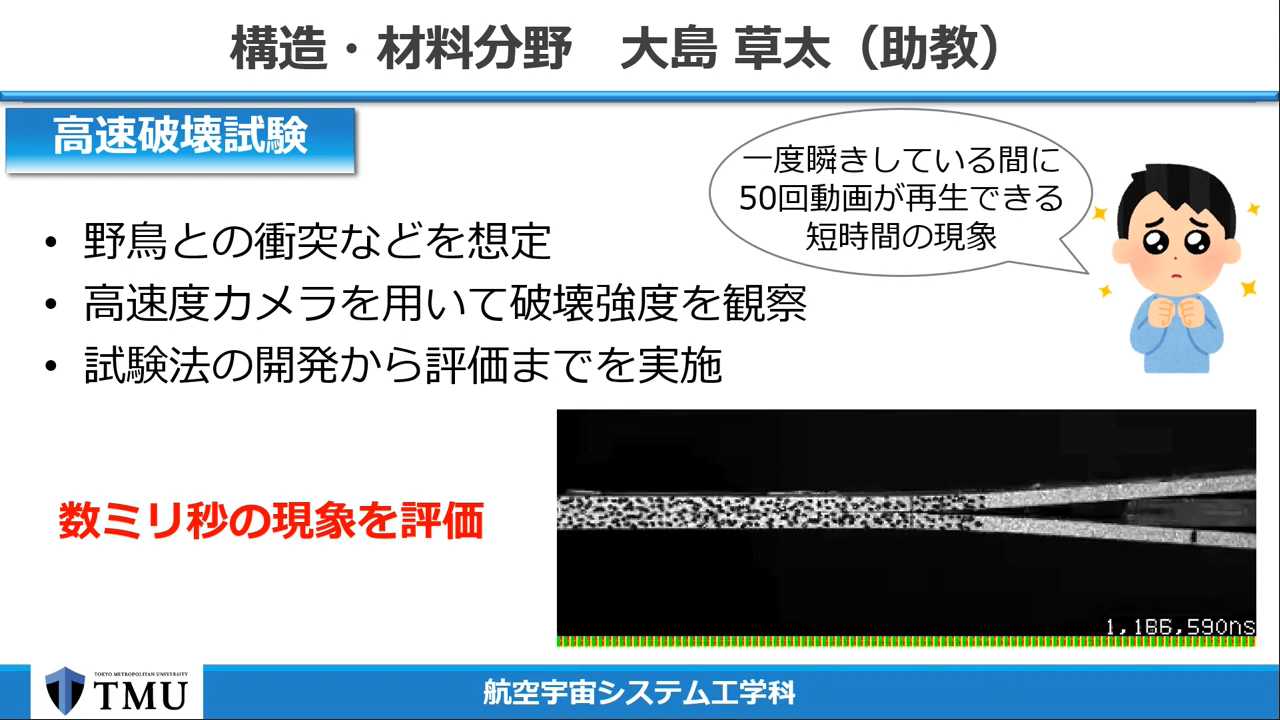 構造・材料分野　大島 草太（助教）
高速破壊試験
一度瞬きしている間に
50回動画が再生できる
短時間の現象
• 野鳥との衝突などを想定
• 高速度カメラを用いて破壊強度を観察
• 試験法の開発から評価までを実施
数ミリ秒の現象を評価
1,186,590ns
TOKYO METROPOLITAN UNIVERSITY
TMU
航空宇宙システム工学科